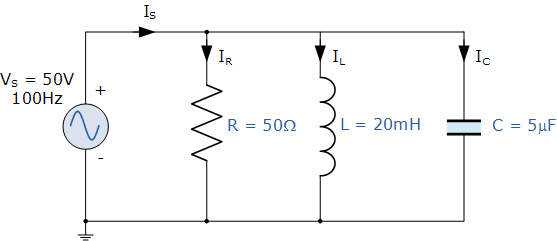 Is
IR
IL
IC
Vs = 50V
100Hz
+
-
R = 50Ω
L = 20mH
C = 5μF